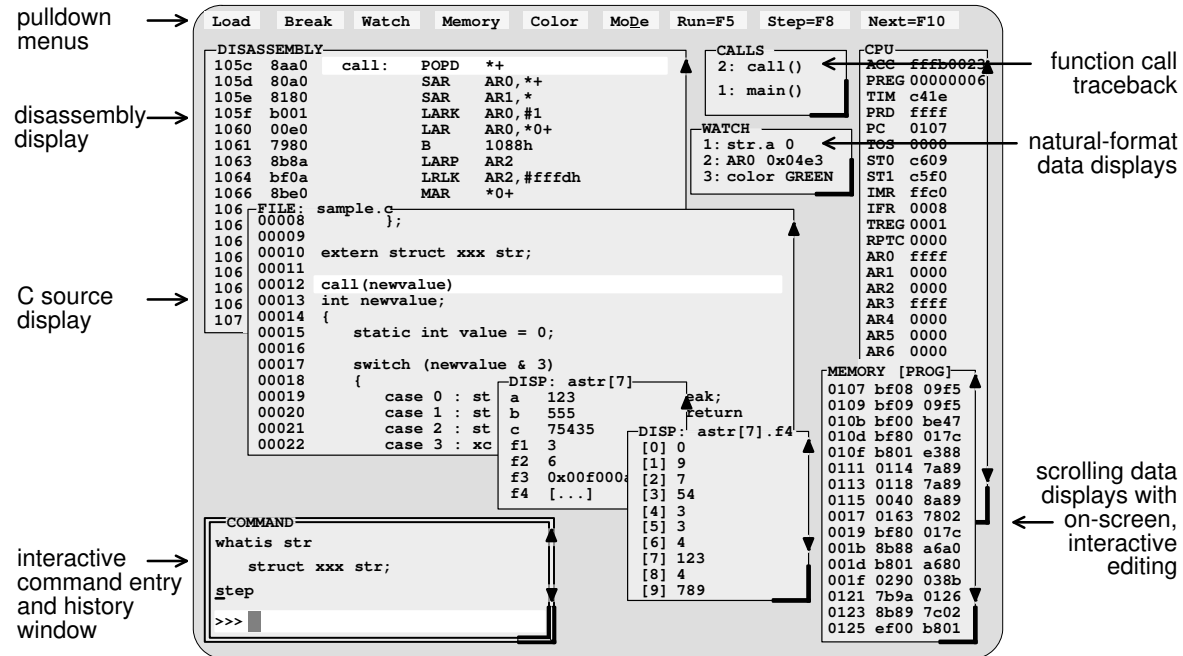 pulldown
menus
disassembly
display
C source
display
interactive
command entry
and history
window
Load Break Watch Memory Color MoDe Run=F5 Step=F8 Next=F10
DISASSEMBLY
105c 8aa0 call: POPD *+
105d 80a0 SAR AR0,*+
105e 8180 SAR AR1,*
105f b001 LARK AR0,#1
1060 00e0 LAR AR0,*0+
1061 7980 B 1088h
1063 8b8a LARP AR2
1064 bf0a LRLK AR2,#fffdh
1066 8be0 MAR *0+
106
106
106
106
106
106
107
FILE: sample.c
00008 };
00009
00010 extern struct xxx str;
00011
00012 call(newvalue)
00013 int newvalue;
00014 {
00015 static int value = 0;
00016
00017 switch (newvalue & 3)
00018 {
00019 case 0 : st eak;
00020 case 1 : st return
00021 case 2 : st
00022 case 3 : xc
DISP: astr[7]
a 123
b 555
c 75435
f1 3
f2 6
f3 0x00f000a
f4 [...]
DISP: astr[7].f4
[0] 0
[1] 9
[2] 7
[3] 54
[4] 3
[5] 3
[6] 4
[7] 123
[8] 4
[9] 789
COMMAND
whatis str
struct xxx str;
step
>>>
CALLS
2: call()
1: main()
WATCH
1: str.a 0
2: AR0 0x04e3
3: color GREEN
CPU
ACC fffb0023
PREG 00000006
TIM c41e
PRD ffff
PC 0107
TOS 0000
ST0 c609
ST1 c5f0
IMR ffc0
IFR 0008
TREG 0001
RPTC 0000
AR0 ffff
AR1 0000
AR2 0000
AR3 ffff
AR4 0000
AR5 0000
AR6 0000
MEMORY [PROG]
0107 bf08 09f5
0109 bf09 09f5
010b bf00 be47
010d bf80 017c
010f b801 e388
0111 0114 7a89
0113 0118 7a89
0115 0040 8a89
0017 0163 7802
0019 bf80 017c
001b 8b88 a6a0
001d b801 a680
001f 0290 038b
0121 7b9a 0126
0123 8b89 7c02
0125 ef00 b801
function call
traceback
natural-format
data displays
scrolling data
displays with
on-screen,
interactive
editing